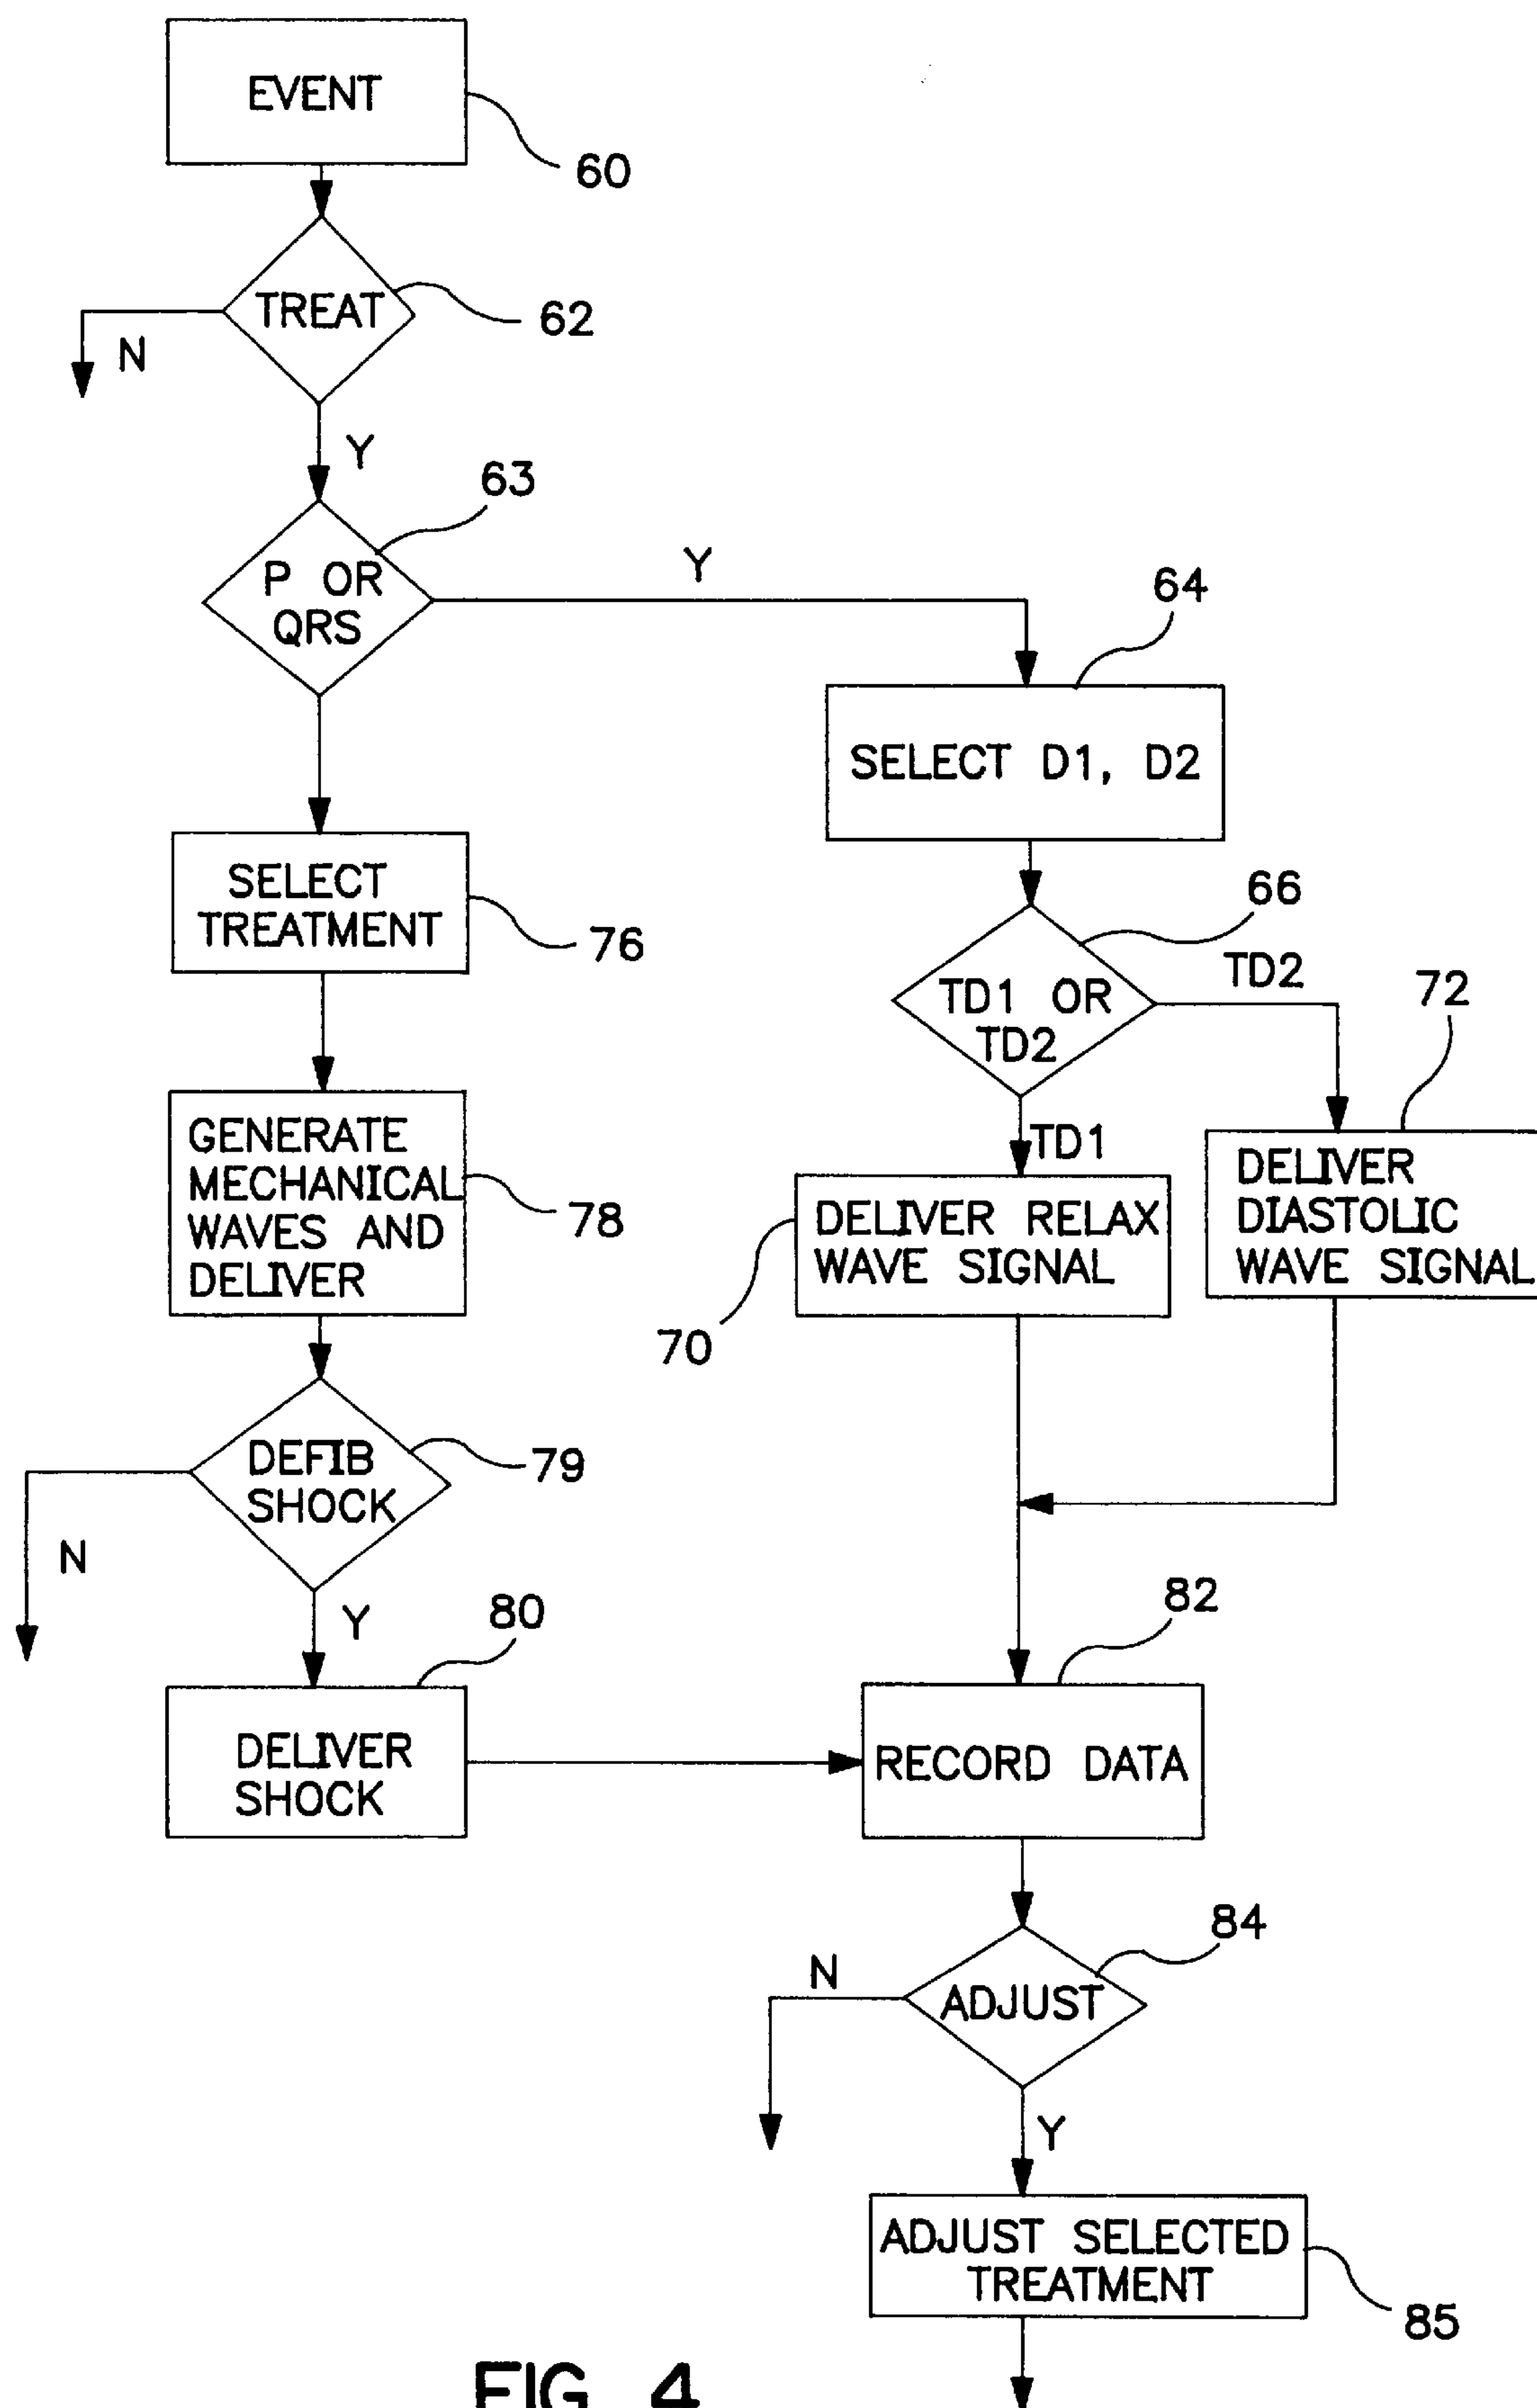 EVENT
60
TREAT
62
N
Y
63
P OR
QRS
Y
64
SELECT D1, D2
SELECT
TREATMENT
76
66
TD1 OR
TD2
TD2
72
TD1
GENERATE
MECHANICAL
WAVES AND
DELIVER
78
DELIVER RELAX
WAVE SIGNAL
70
DELIVER
DIASTOLIC
WAVE SIGNAL
DEFIB
SHOCK
79
N
Y
80
82
DELIVER
SHOCK
RECORD DATA
84
N
ADJUST
Y
ADJUST SELECTED
TREATMENT
85
FIG. 4